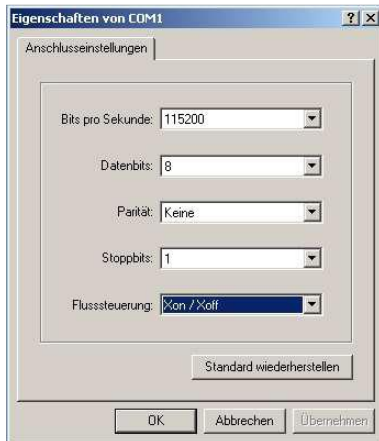 Eigenschaften von COM1
Anschlusseinstellungen
Bits pro Sekunde: 115200
Datenbits: 8
Parität: Keine
Stoppbits: 1
Flusssteuerung: Xon / Xoff
Standard wiederherstellen
OK Abbrechen Übernehmen